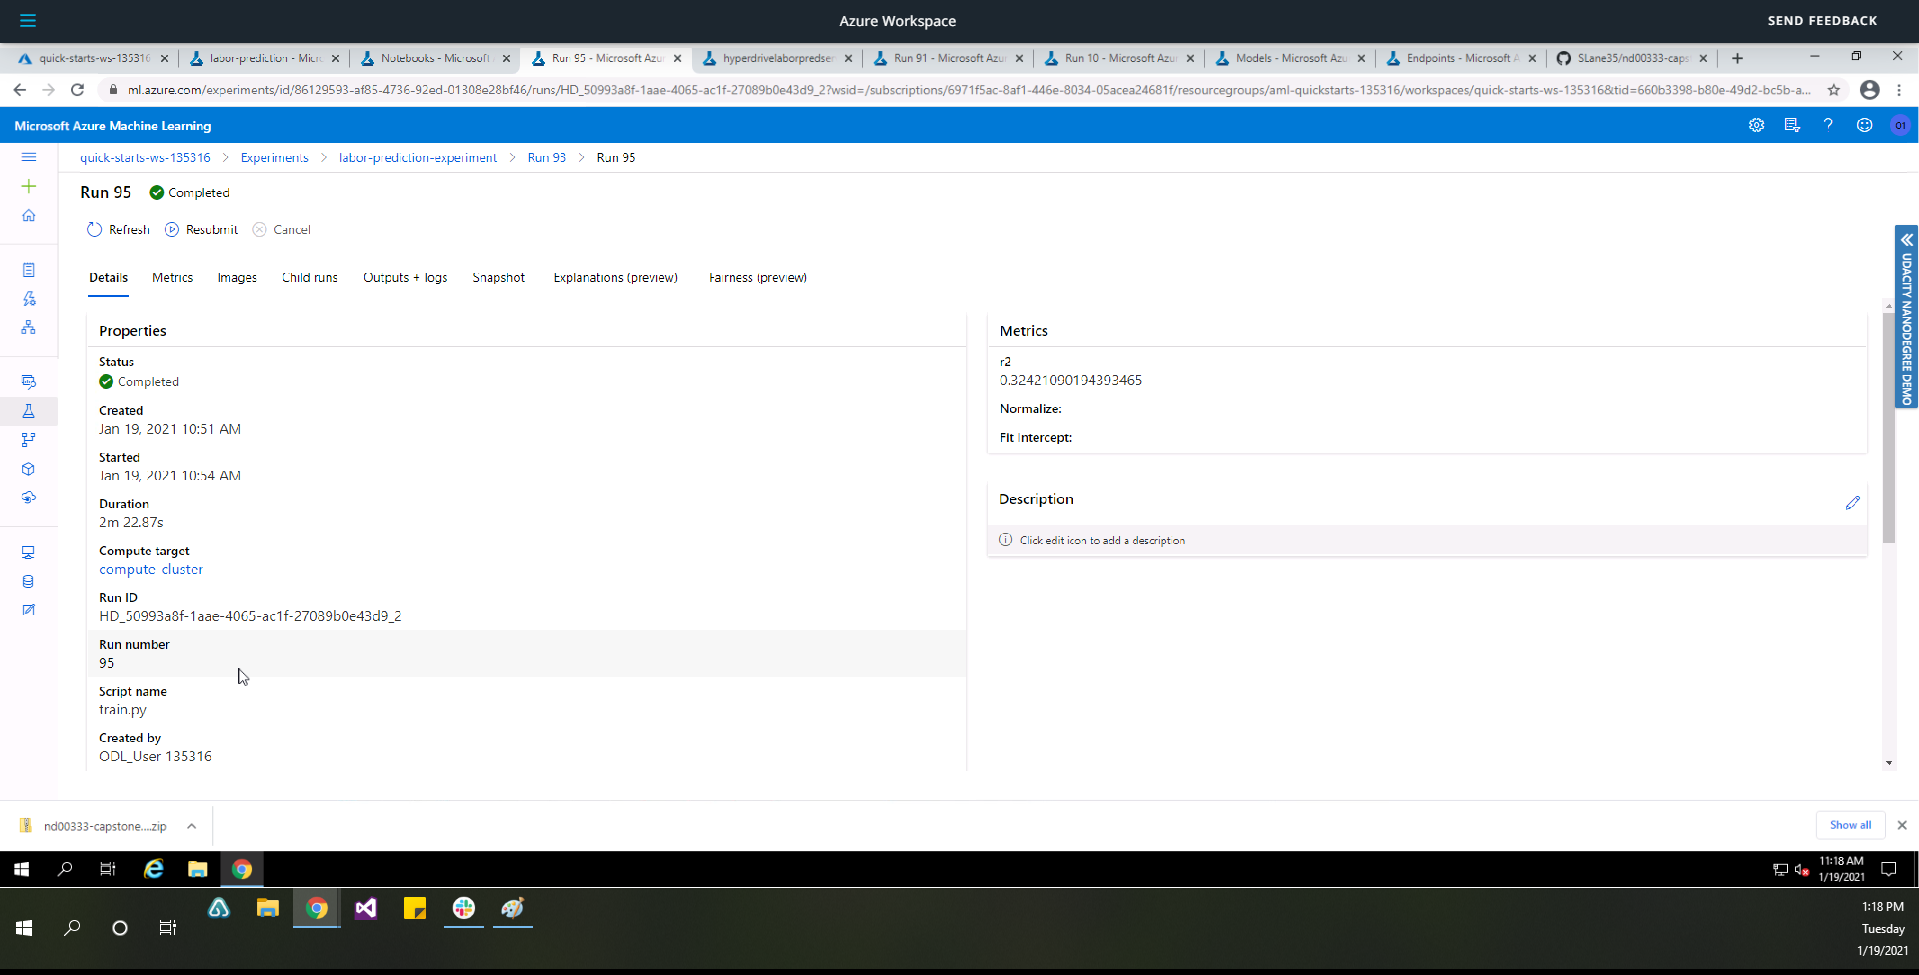 Azure Workspace
SEND FEEDBACK
quick-starts-ws-135316
labor-prediction - Micro
Notebooks - Microsoft
Run 95 - Microsoft Azur
hyperdrivelaborpredser
Run 91 - Microsoft Azur
Run 10 - Microsoft Azur
Models - Microsoft Azur
Endpoints - Microsoft A
SLane35/nd00333-caps
ml.azure.com/experiments/id/86129593-af85-4736-92ed-01308e28bf46/runs/HD_50993a8f-1aae-4065-ac1f-27089b0e43d9_2?wsid=/subscriptions/6971f5ac-8af1-446e-8034-05acea24681f/resourcegroups/aml-quickstarts-135316/workspaces/quick-starts-ws-135316&tid=660b3398-b80e-49d2-bc5b-a...
Microsoft Azure Machine Learning
01
quick-starts-ws-135316 > Experiments > labor-prediction-experiment > Run 93 > Run 95
Run 95 Completed
Refresh Resubmit Cancel
Details Metrics Images Child runs Outputs + logs Snapshot Explanations (preview) Fairness (preview)
UDACITY NANODEGREE DEMO
Properties
Status
Completed
Created
Jan 19, 2021 10:51 AM
Started
Jan 19, 2021 10:54 AM
Duration
2m 22.87s
Compute target
compute-cluster
Run ID
HD_50993a8f-1aae-4065-ac1f-27089b0e43d9_2
Run number
95
Script name
train.py
Created by
ODL_User 135316
Metrics
r2
0.32421090194393465
Normalize:
Fit Intercept:
Description
Click edit icon to add a description
nd00333-capstone....zip
Show all
11:18 AM
1/19/2021
1:18 PM
Tuesday
1/19/2021